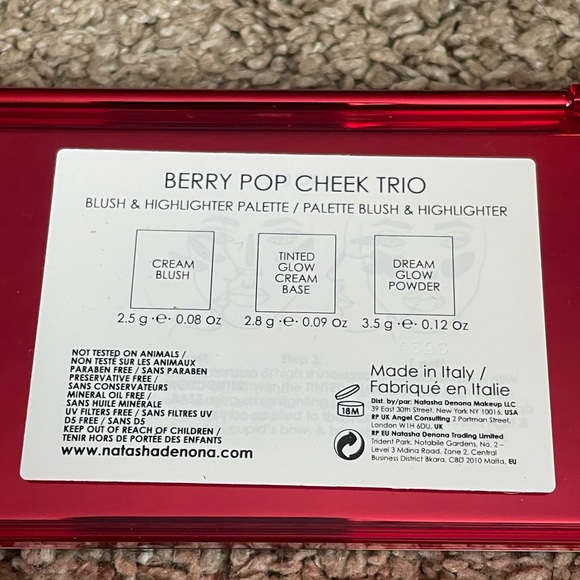 BERRY POP CHEEK TRIO
BLUSH & HIGHLIGHTER PALETTE / PALETTE BLUSH & HIGHLIGHTER
CREAM
BLUSH
TINTED
GLOW
CREAM
BASE
DREAM
GLOW
POWDER
2.5 g ·e· 0.08 Oz
2.8 g ·e· 0.09 Oz
3.5 g ·e· 0.12 Oz
NOT TESTED ON ANIMALS /
NON TESTÉ SUR LES ANIMAUX
PARABEN FREE / SANS PARABEN
PRESERVATIVE FREE /
SANS CONSERVATEURS
MINERAL OIL FREE /
SANS HUILE MINÉRALE
UV FILTERS FREE / SANS FILTRES UV
D5 FREE / SANS D5
KEEP OUT OF REACH OF CHILDREN /
TENIR HORS DE PORTÉE DES ENFANTS
www.natashadenona.com
Made in Italy /
Fabriqué en Italie
18M
Dist. by/par: Natasha Denona Makeup LLC
39 East 30th Street, New York NY 10016, USA
RP UK Angel Consulting 2 Portman Street,
London W1H 6DU, UK
RP EU Natasha Denona Trading Limited
Trident Park, Notabile Gardens, No. 2 –
Level 3 Mdina Road, Zone 2, Central
Business District Bkara, CBD 2010 Malta, EU